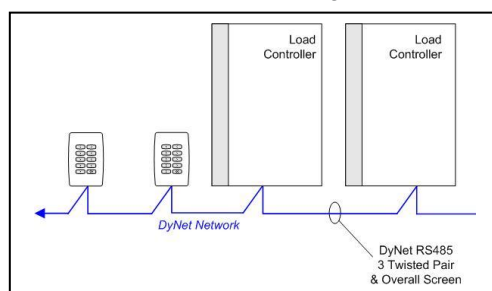 Load
Controller
Load
Controller
DyNet Network
DyNet RS485
3 Twisted Pair
& Overall Screen